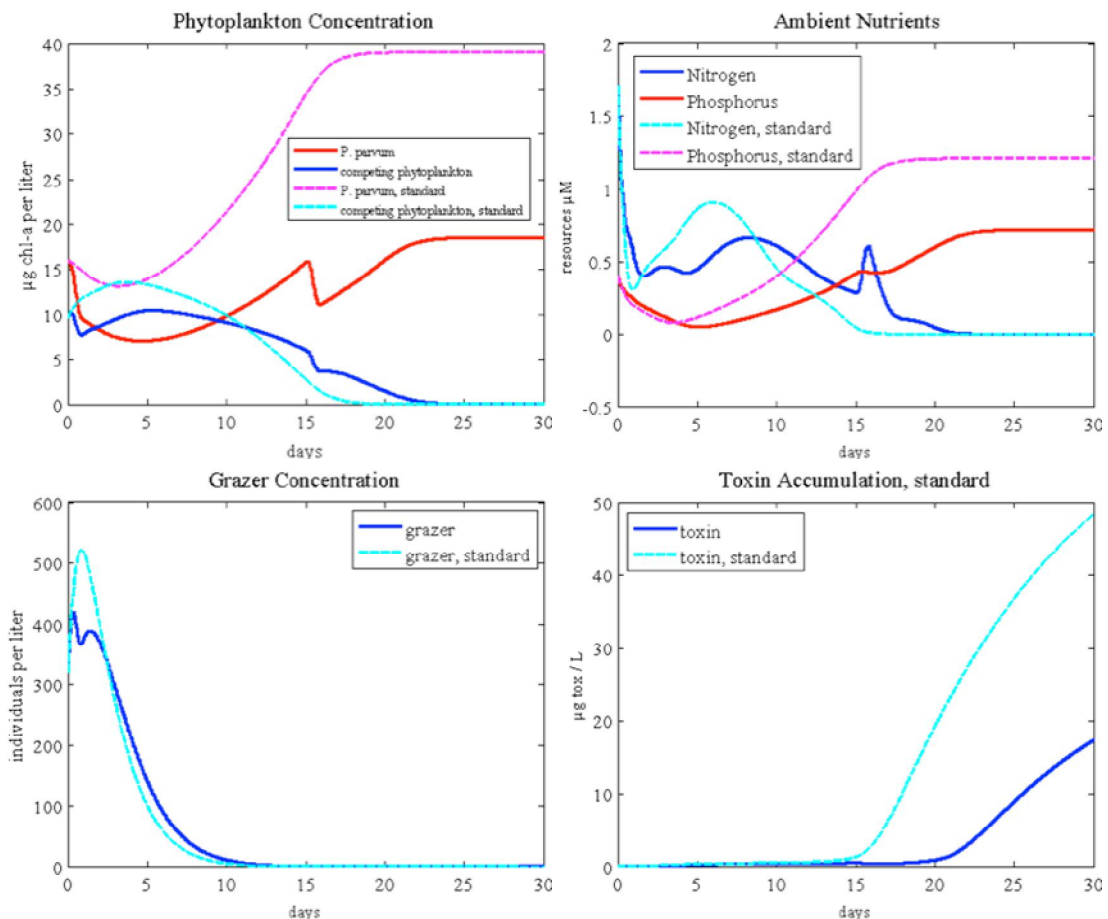 Phytoplankton Concentration
40
35
30
25
20
15
10
5
0
µg chl-a per liter
P. parvum
competing phytoplankton
P. parvum, standard
competing phytoplankton, standard
0 5 10 15 20 25 30
days
Ambient Nutrients
2
1.5
1
0.5
0
-0.5
resources µM
Nitrogen
Phosphorus
Nitrogen, standard
Phosphorus, standard
0 5 10 15 20 25 30
days
Grazer Concentration
600
500
400
300
200
100
0
individuals per liter
grazer
grazer, standard
0 5 10 15 20 25 30
days
Toxin Accumulation, standard
50
40
30
20
10
0
µg tox / L
toxin
toxin, standard
0 5 10 15 20 25 30
days